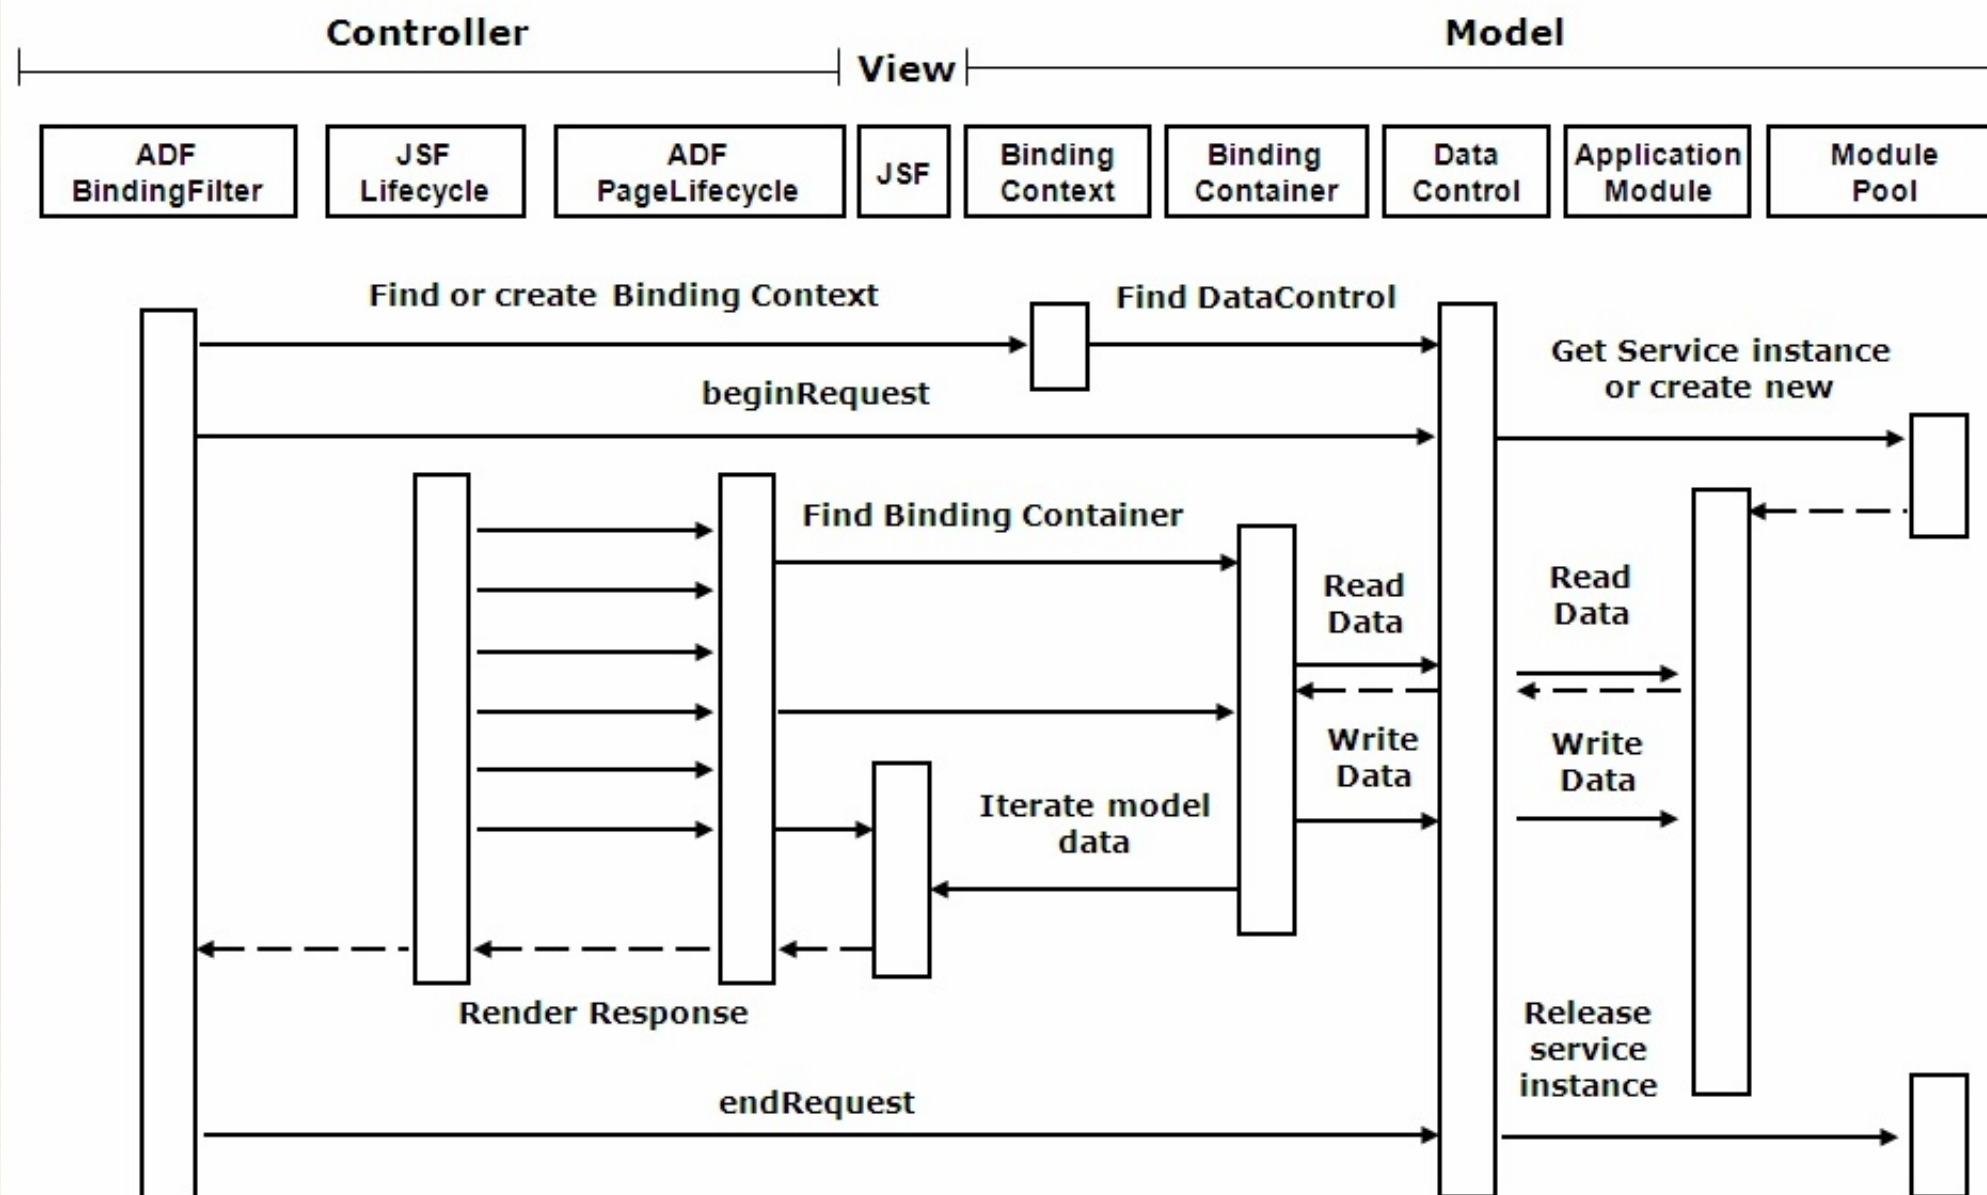 Controller
View
Model
ADF
BindingFilter
JSF
Lifecycle
ADF
PageLifecycle
JSF
Binding
Context
Binding
Container
Data
Control
Application
Module
Module
Pool
Find or create Binding Context
Find DataControl
Get Service instance
or create new
beginRequest
Find Binding Container
Read
Data
Read
Data
Write
Data
Write
Data
Iterate model
data
Render Response
Release
service
instance
endRequest